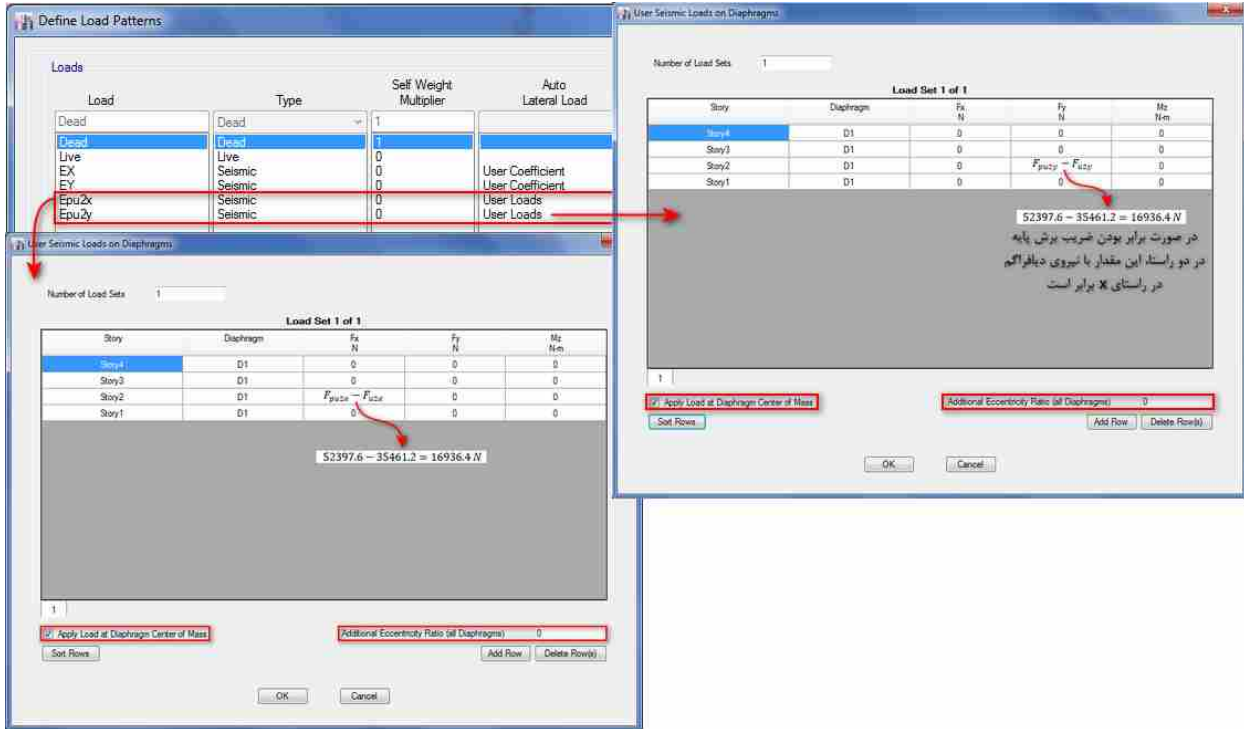 Define Load Patterns
Loads
Load Type Self Weight Multiplier Auto Lateral Load
Dead Dead 1
Dead Dead 1
Live Live 0
EX Seismic 0 User Coefficient
EY Seismic 0 User Coefficient
Epu2x Seismic 0 User Loads
Epu2y Seismic 0 User Loads
User Seismic Loads on Diaphragms
Number of Load Sets 1
Load Set 1 of 1
Story Diaphragm Fx N Fy N Mz N-m
Story4 D1 0 0 0
Story3 D1 0 0 0
Story2 D1 0 Fpu2y − Fu2y 0
Story1 D1 0 0 0
52397.6 − 35461.2 = 16936.4 N
در صورت برابر بودن ضریب برش پایه
در دو راستا، این مقدار با نیروی دیافراگم
در راستای x برابر است
1
Apply Load at Diaphragm Center of Mass Additional Eccentricity Ratio (all Diaphragms) 0
Sort Rows Add Row Delete Row(s)
OK Cancel
User Seismic Loads on Diaphragms
Number of Load Sets 1
Load Set 1 of 1
Story Diaphragm Fx N Fy N Mz N-m
Story4 D1 0 0 0
Story3 D1 0 0 0
Story2 D1 Fpu2x − Fu2x 0 0
Story1 D1 0 0 0
52397.6 − 35461.2 = 16936.4 N
1
Apply Load at Diaphragm Center of Mass Additional Eccentricity Ratio (all Diaphragms) 0
Sort Rows Add Row Delete Row(s)
OK Cancel